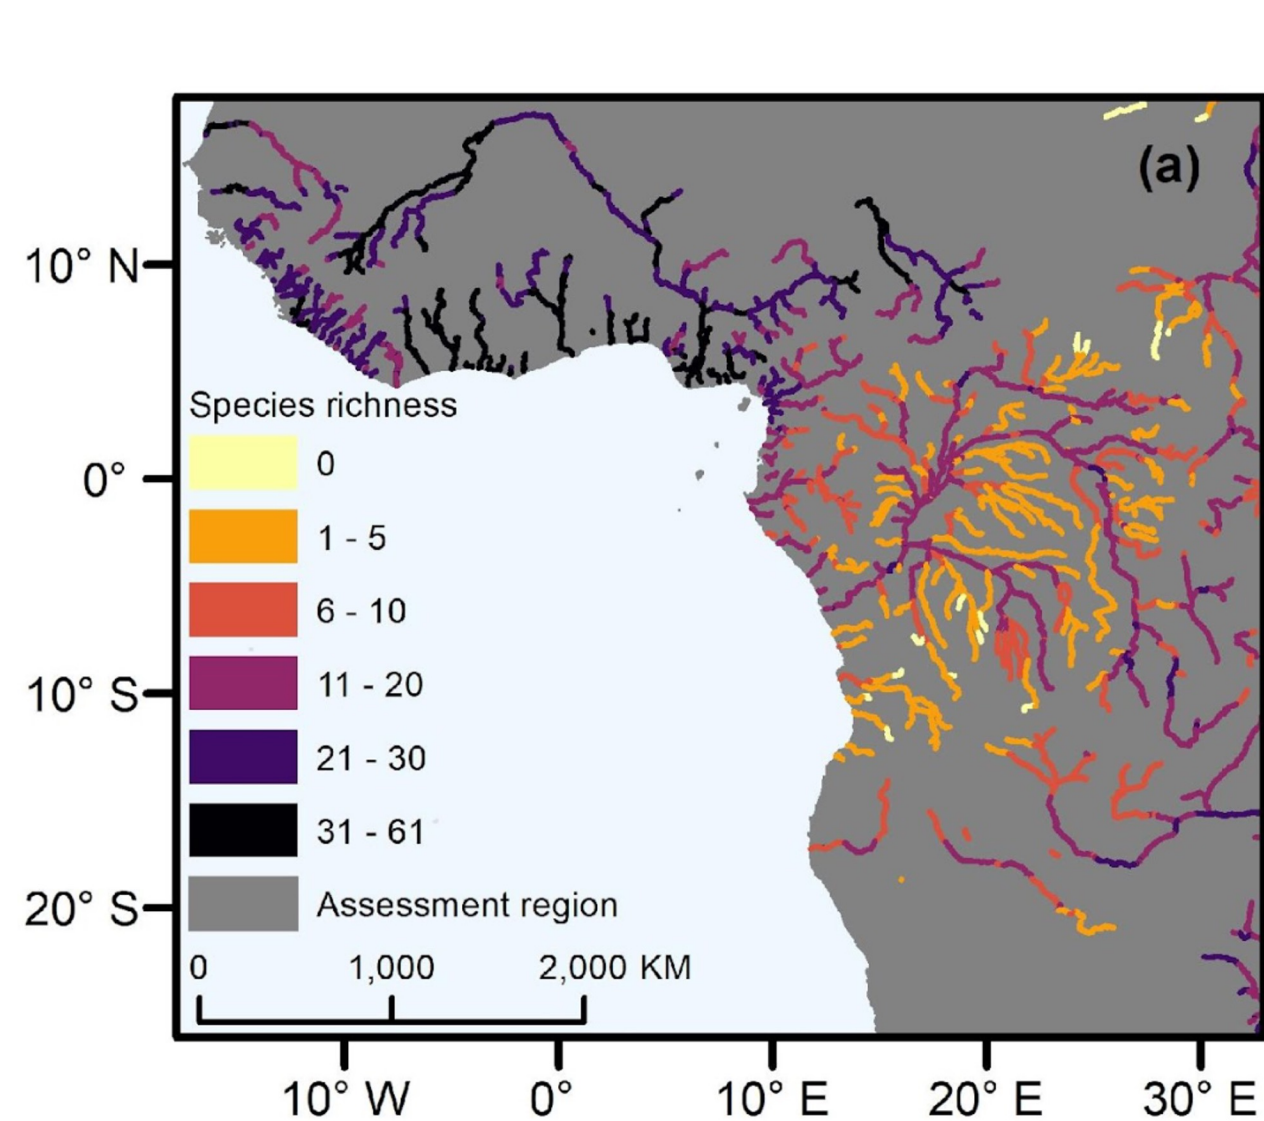 (a)
10° N
0°
10° S
20° S
Species richness
0
1 - 5
6 - 10
11 - 20
21 - 30
31 - 61
Assessment region
0 1,000 2,000 KM
10° W 0° 10° E 20° E 30° E